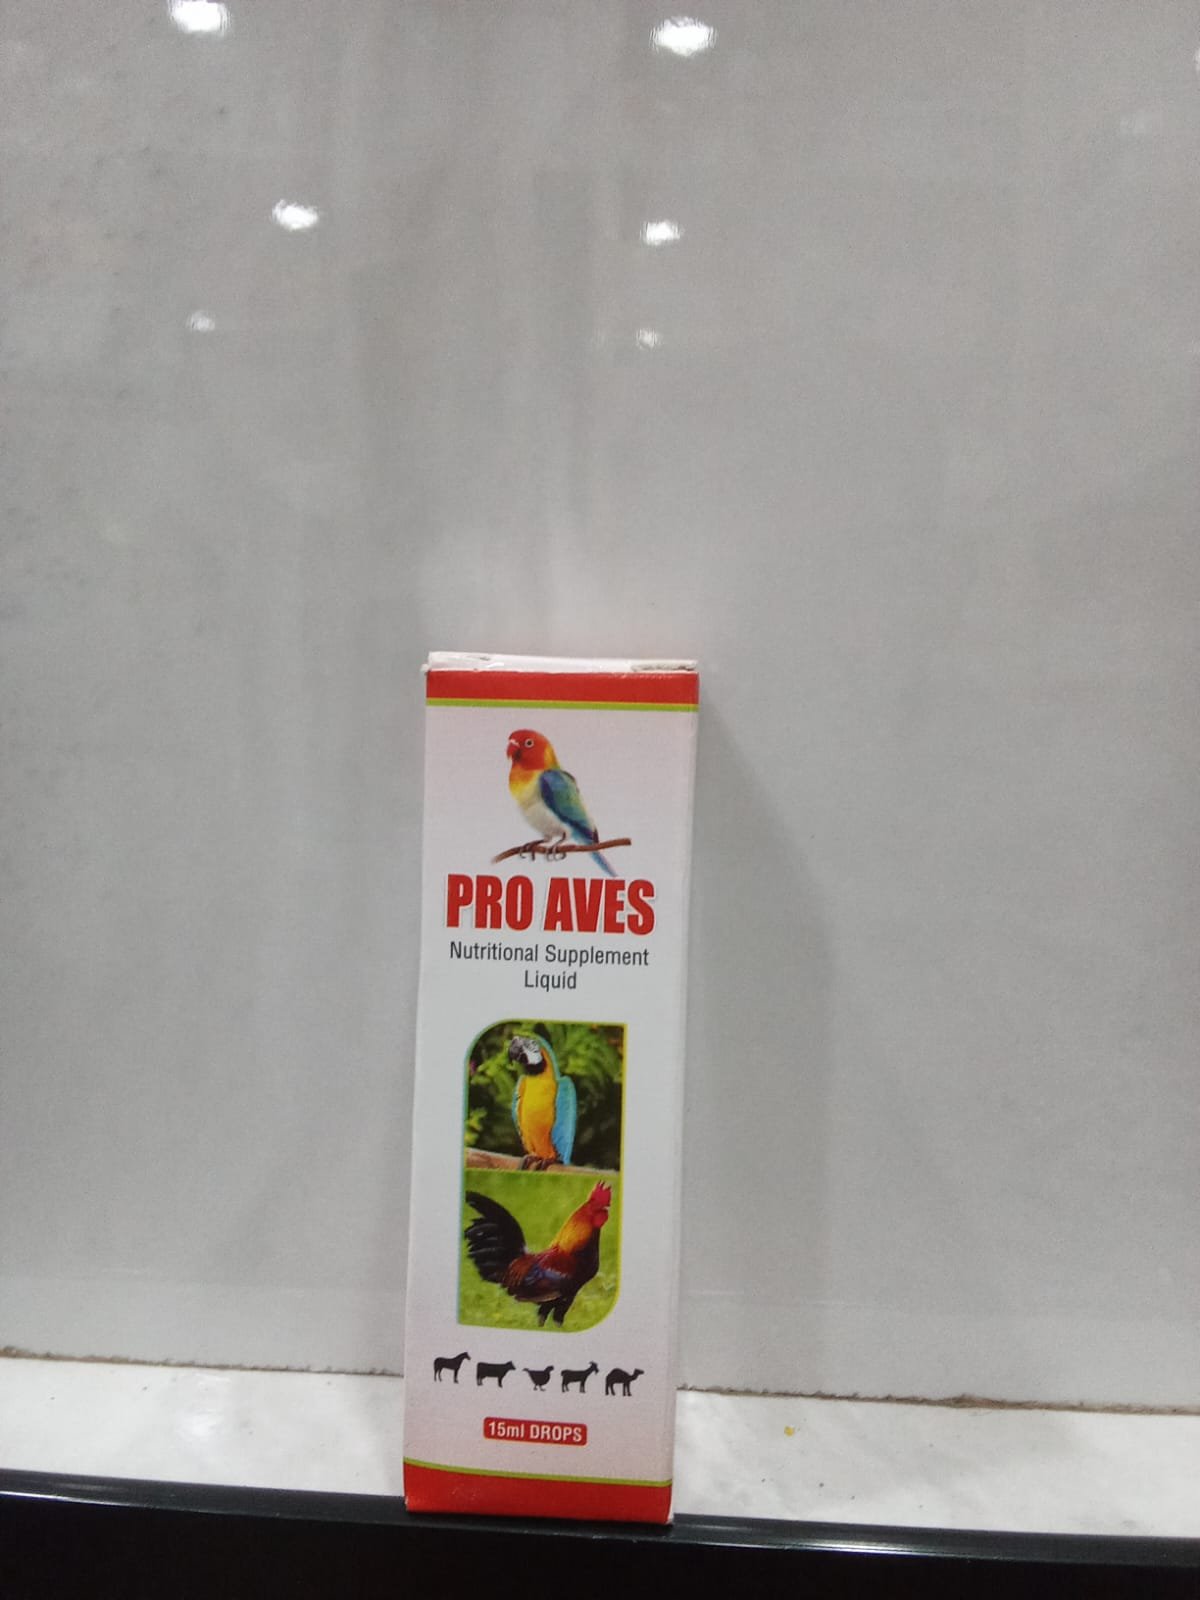 PRO AVES
Nutritional Supplement
Liquid
15ml DROPS